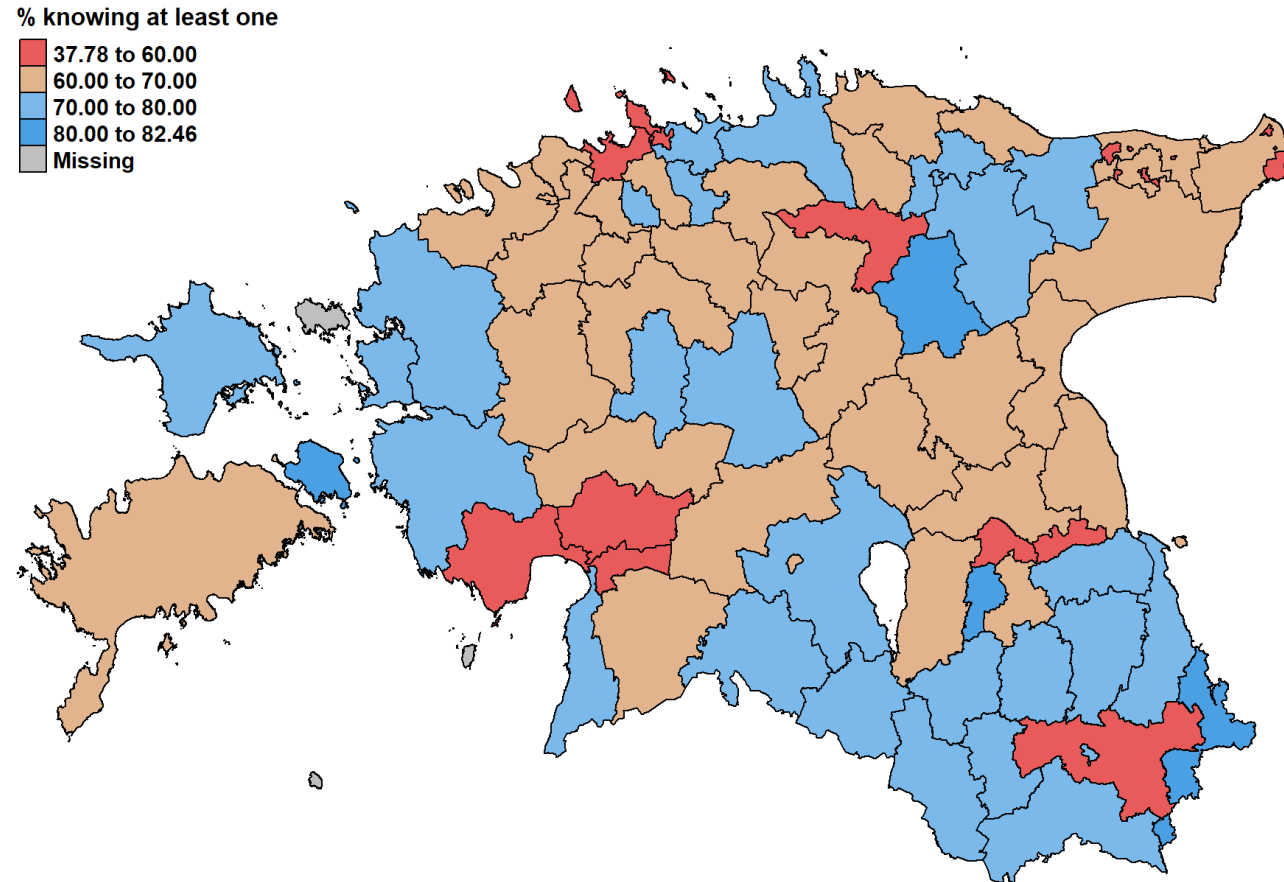 % knowing at least one
37.78 to 60.00
60.00 to 70.00
70.00 to 80.00
80.00 to 82.46
Missing